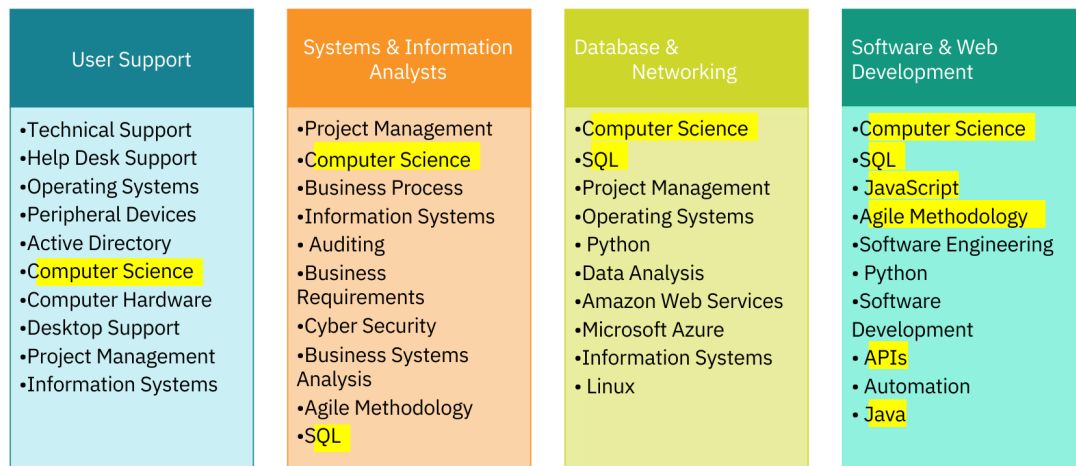 User Support
•Technical Support
•Help Desk Support
•Operating Systems
•Peripheral Devices
•Active Directory
•Computer Science
•Computer Hardware
•Desktop Support
•Project Management
•Information Systems
Systems & Information
Analysts
•Project Management
•Computer Science
•Business Process
•Information Systems
• Auditing
•Business
Requirements
•Cyber Security
•Business Systems
Analysis
•Agile Methodology
•SQL
Database &
Networking
•Computer Science
•SQL
•Project Management
•Operating Systems
• Python
•Data Analysis
•Amazon Web Services
•Microsoft Azure
•Information Systems
• Linux
Software & Web
Development
•Computer Science
•SQL
• JavaScript
•Agile Methodology
•Software Engineering
• Python
•Software
Development
• APIs
• Automation
• Java